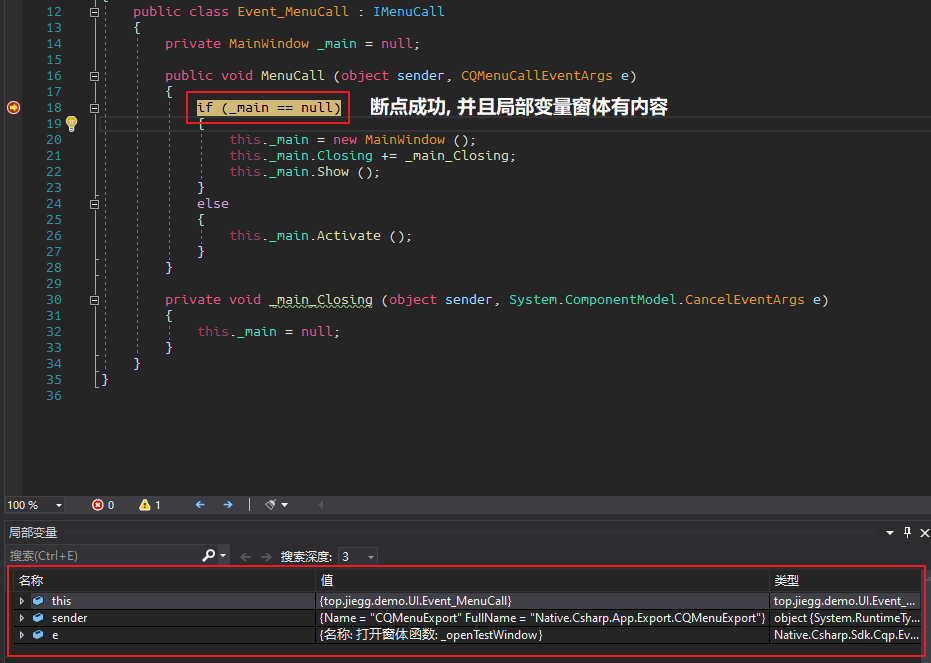 12 public class Event_MenuCall : IMenuCall
13 {
14 private MainWindow _main = null;
15
16 public void MenuCall (object sender, CQMenuCallEventArgs e)
17 {
18 if (_main == null) 断点成功, 并且局部变量窗体有内容
19 {
20 this._main = new MainWindow ();
21 this._main.Closing += _main_Closing;
22 this._main.Show ();
23 }
24 else
25 {
26 this._main.Activate ();
27 }
28 }
29
30 private void _main_Closing (object sender, System.ComponentModel.CancelEventArgs e)
31 {
32 this._main = null;
33 }
34 }
35 }
36
100 % 0 1
局部变量
搜索(Ctrl+E) 搜索深度: 3
名称 值 类型
this {top.jiegg.demo.UI.Event_MenuCall} top.jiegg.demo.UI.Event_...
sender {Name = "CQMenuExport" FullName = "Native.Csharp.App.Export.CQMenuExport"} object {System.RuntimeTy...
e {名称: 打开窗体函数: _openTestWindow} Native.Csharp.Sdk.Cqp.Ev...